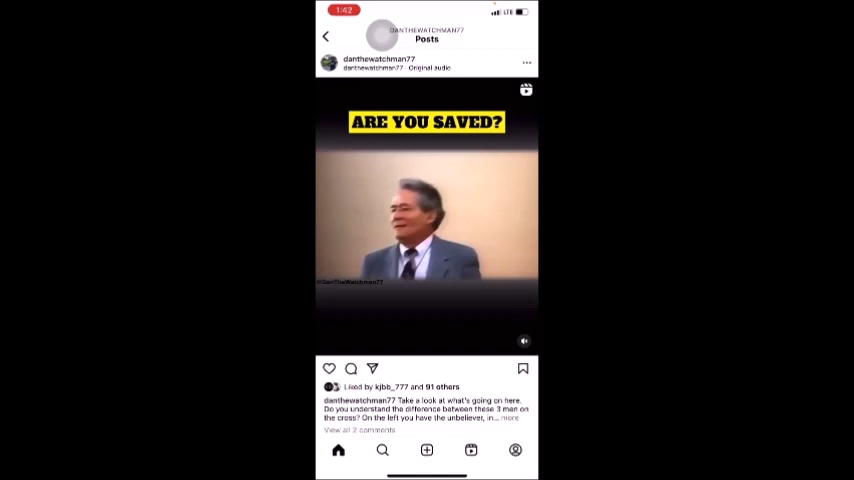 1:42
LTE
DANTHEWATCHMAN77
Posts
danthewatchman77
danthewatchman77 · Original audio
ARE YOU SAVED?
@DanTheWatchman77
Liked by kjbb_777 and 91 others
danthewatchman77 Take a look at what's going on here.
Do you understand the difference between these 3 men on
the cross? On the left you have the unbeliever, in... more
View all 2 comments